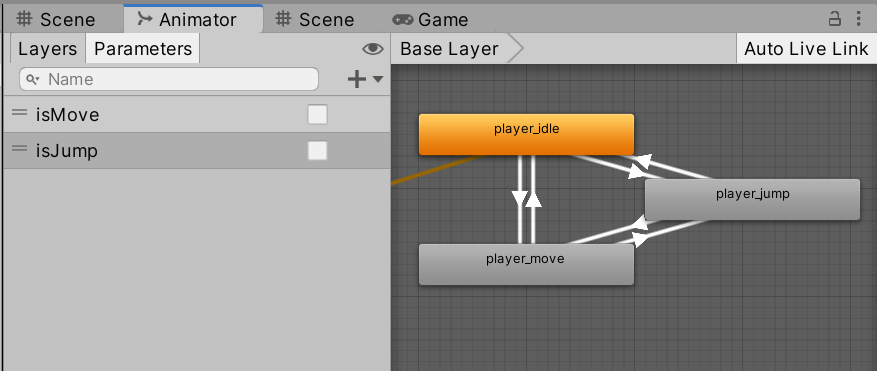 Scene Animator Scene Game
Layers Parameters Base Layer Auto Live Link
Name
isMove
isJump
player_idle
player_jump
player_move